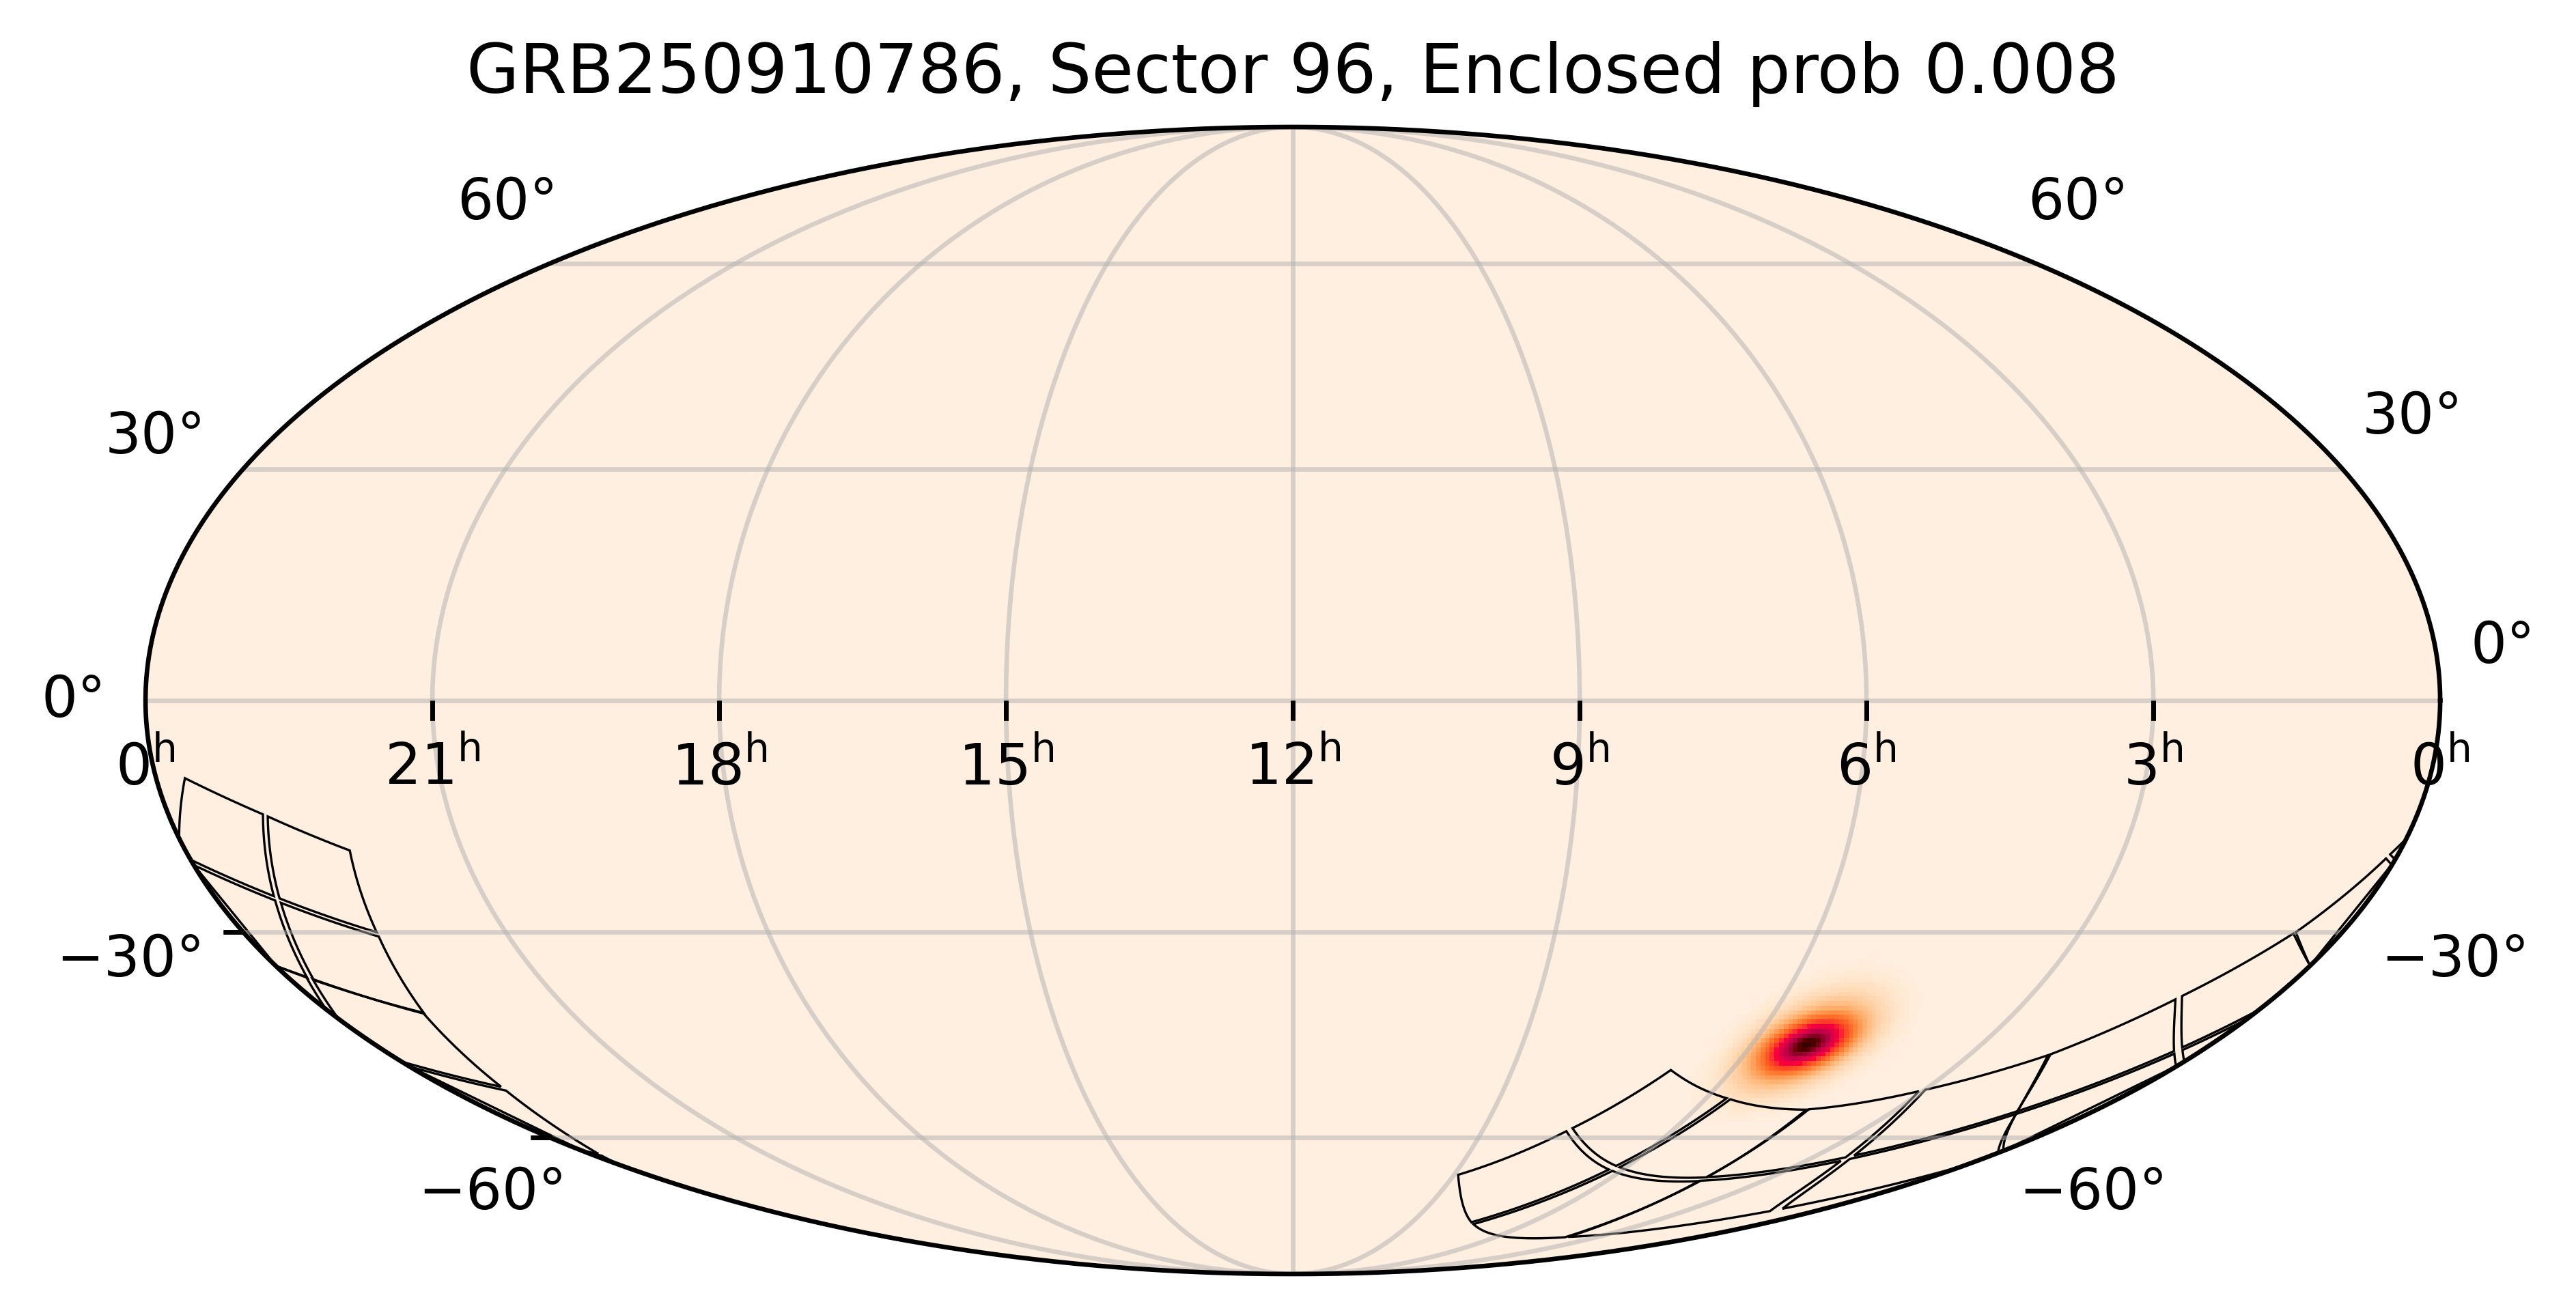 GRB250910786, Sector 96, Enclosed prob 0.008
60° 60°
30° 30°
0° 0°
0ʰ 21ʰ 18ʰ 15ʰ 12ʰ 9ʰ 6ʰ 3ʰ 0ʰ
−30° −30°
−60° −60°